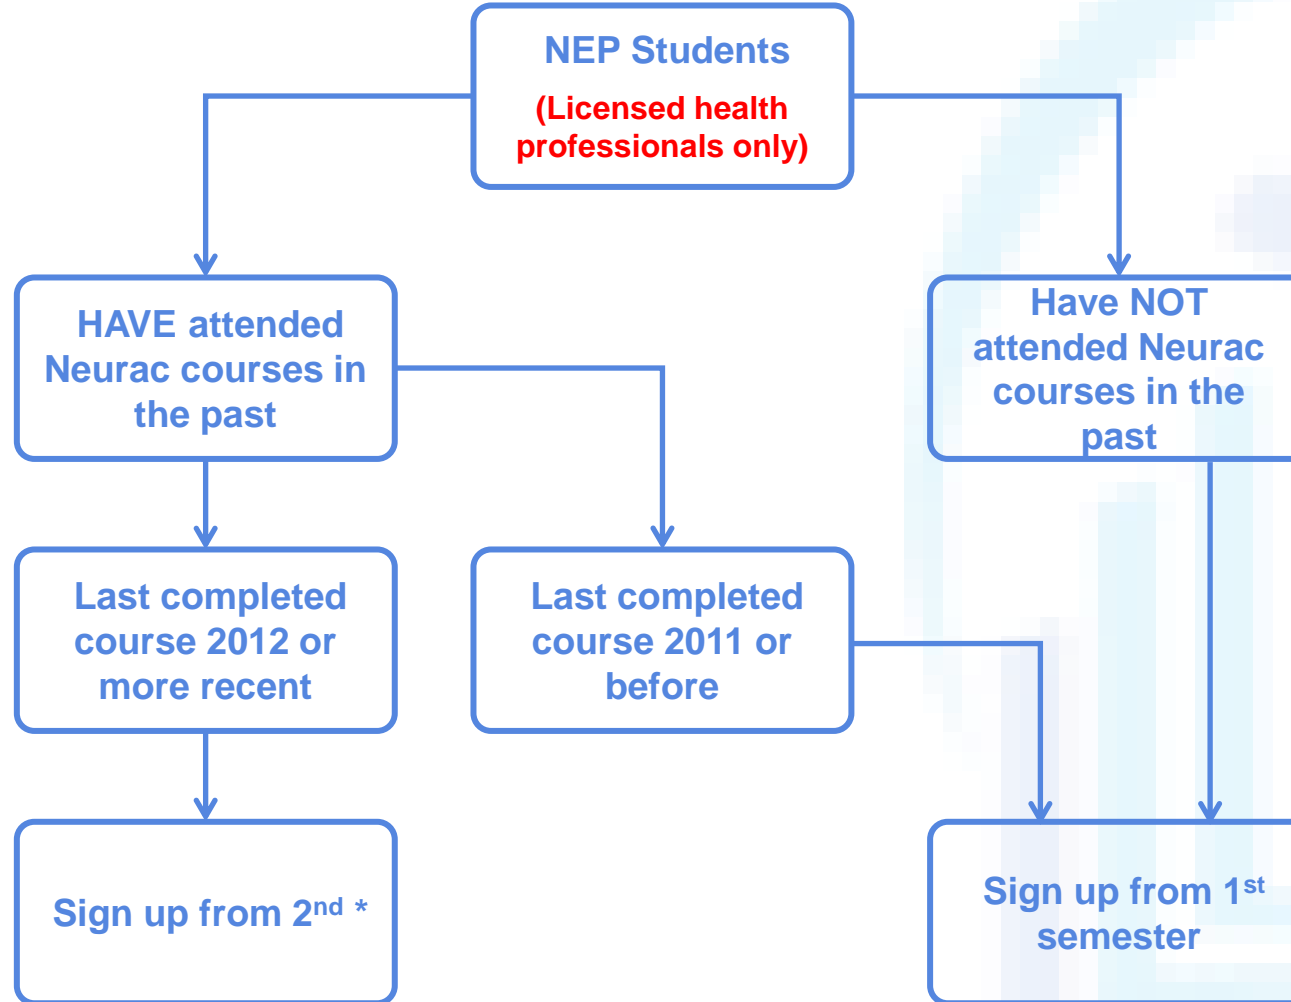 NEP Students
(Licensed health
professionals only)
HAVE attended
Neurac courses in
the past
Have NOT
attended Neurac
courses in the
past
Last completed
course 2012 or
more recent
Last completed
course 2011 or
before
Sign up from 2nd *
Sign up from 1st
semester